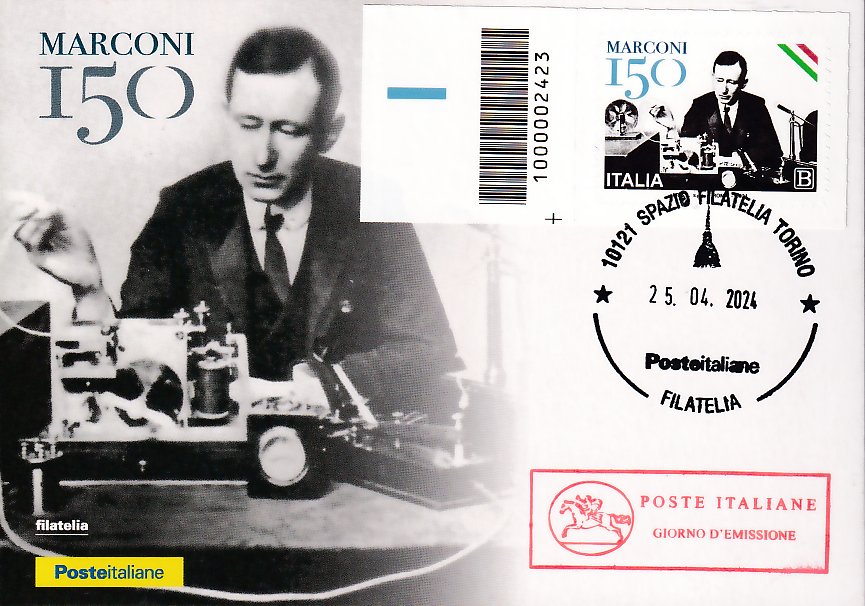 MARCONI
150
1000002423
MARCONI
150
ITALIA
B
10121 SPAZIO FILATELIA TORINO
25. 04. 2024
Posteitaliane
FILATELIA
POSTE ITALIANE
GIORNO D'EMISSIONE
filatelia
Posteitaliane